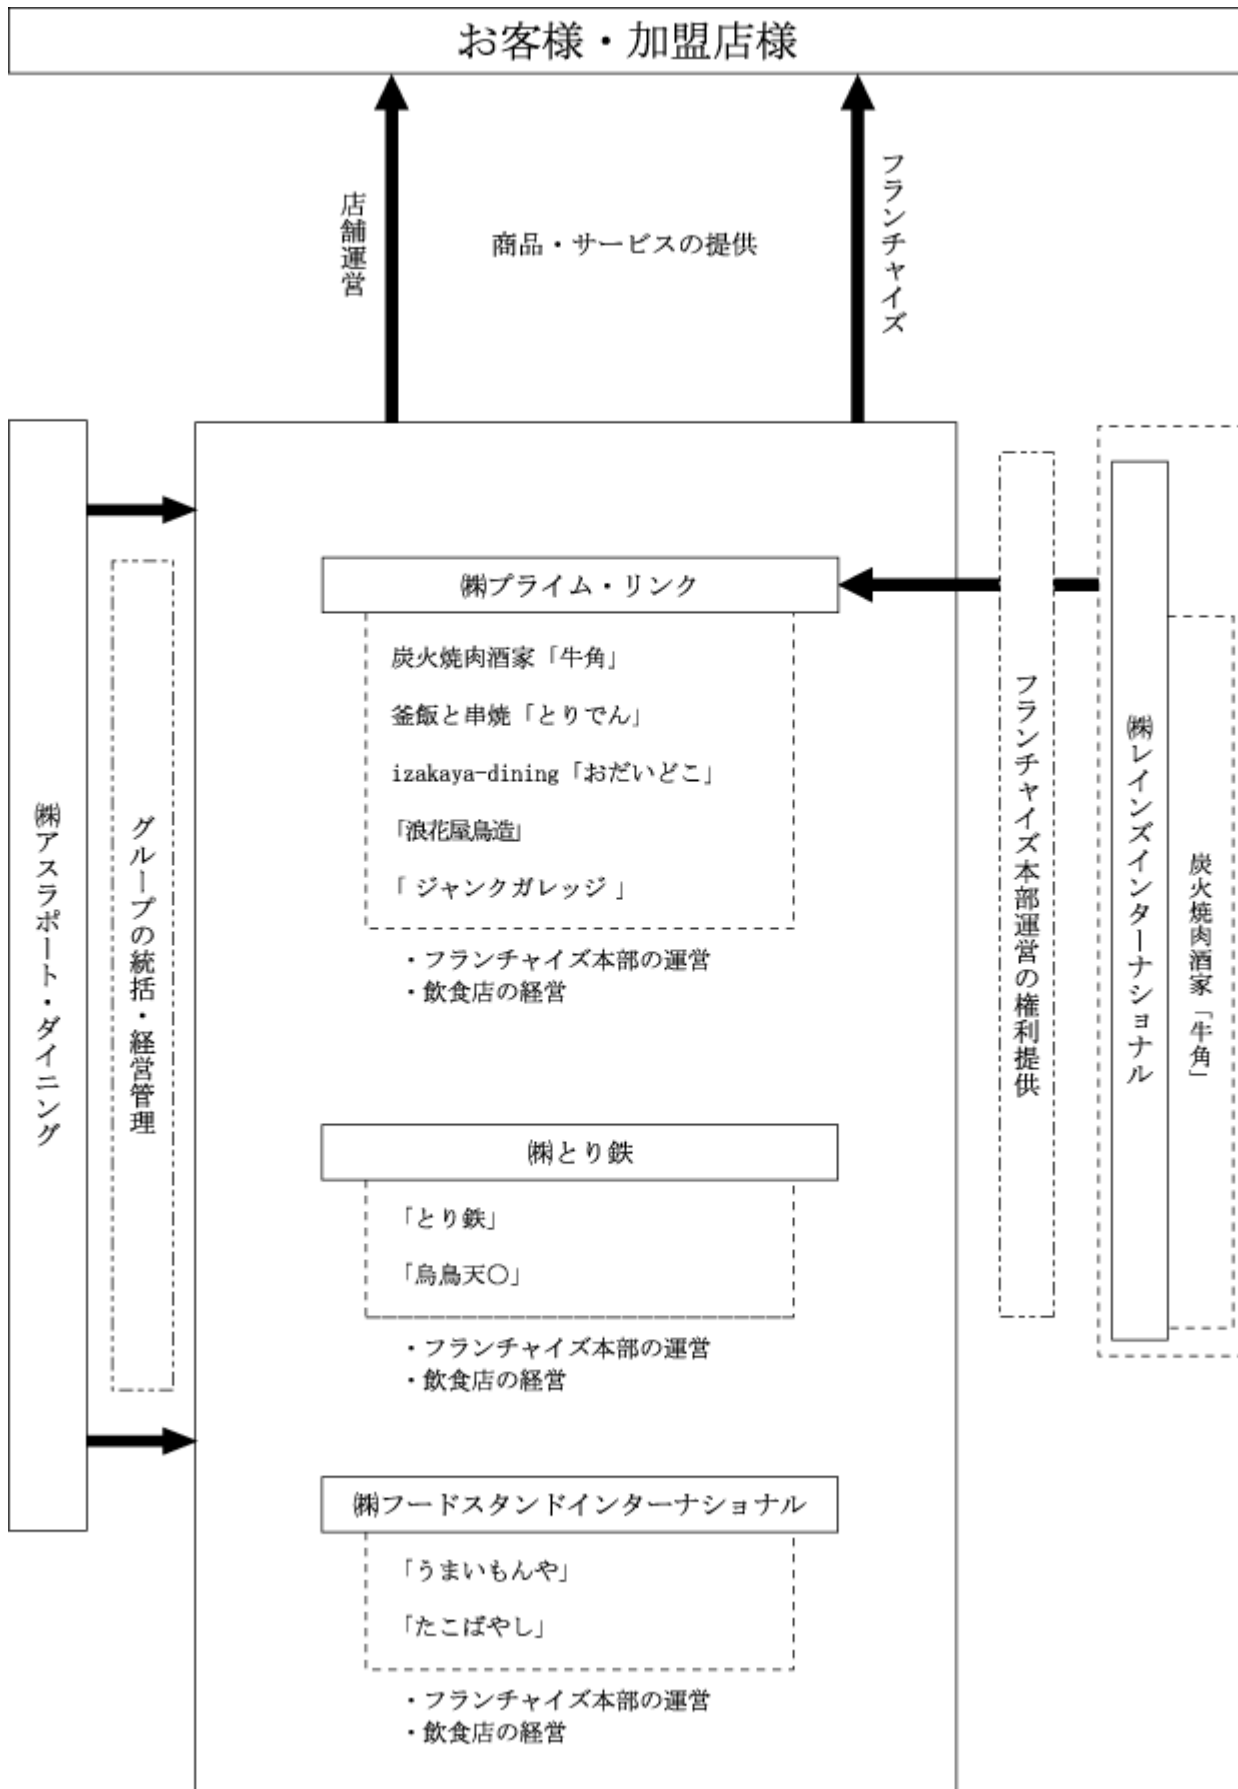 お客様・加盟店様
店舗運営
商品・サービスの提供
フランチャイズ
㈱アスラポート・ダイニング
グループの統括・経営管理
㈱プライム・リンク
炭火焼肉酒家「牛角」
釜飯と串焼「とりでん」
izakaya-dining「おだいどこ」
「浪花屋鳥造」
「 ジャンクガレッジ 」
・フランチャイズ本部の運営
・飲食店の経営
㈱とり鉄
「とり鉄」
「烏鳥天〇」
・フランチャイズ本部の運営
・飲食店の経営
㈱フードスタンドインターナショナル
「うまいもんや」
「たこばやし」
・フランチャイズ本部の運営
・飲食店の経営
フランチャイズ本部運営の権利提供
㈱レインズインターナショナル
炭火焼肉酒家「牛角」